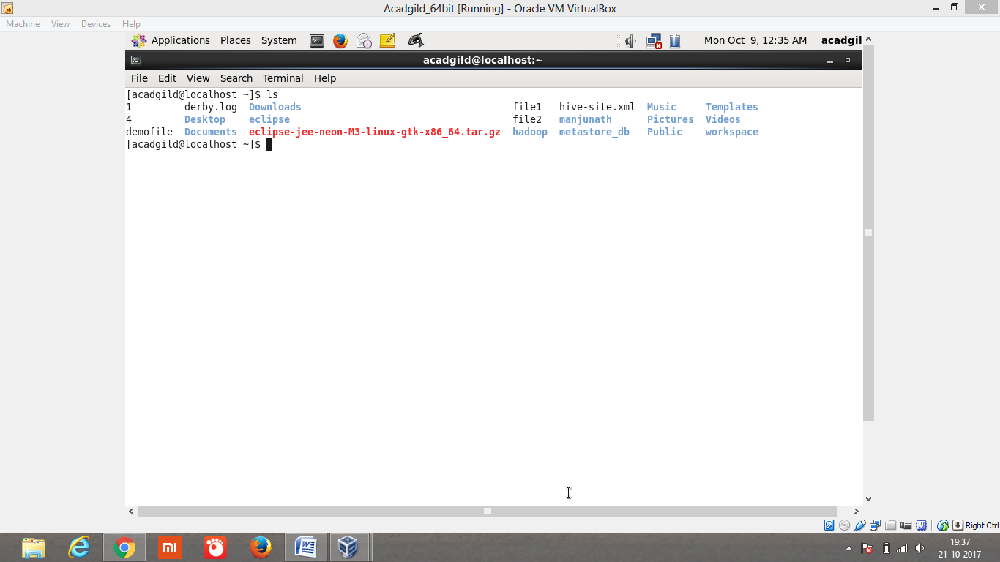 Acadgild_64bit [Running] - Oracle VM VirtualBox
Machine View Devices Help
Applications Places System Mon Oct 9, 12:35 AM acadgil
acadgild@localhost:~
File Edit View Search Terminal Help
[acadgild@localhost ~]$ ls
1 derby.log Downloads file1 hive-site.xml Music Templates
4 Desktop eclipse file2 manjunath Pictures Videos
demofile Documents eclipse-jee-neon-M3-linux-gtk-x86_64.tar.gz hadoop metastore_db Public workspace
[acadgild@localhost ~]$
Right Ctrl
mi
19:37
21-10-2017